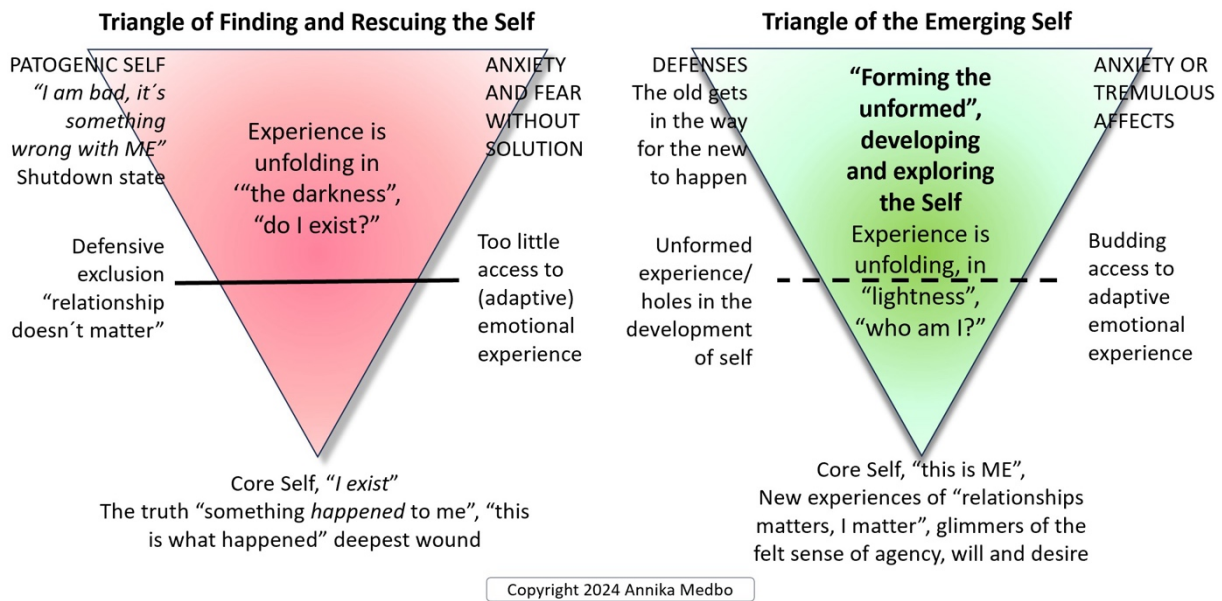 Triangle of Finding and Rescuing the Self
PATOGENIC SELF
“I am bad, it´s
something
wrong with ME”
Shutdown state
Experience is
unfolding in
‘“the darkness”,
“do I exist?”
ANXIETY
AND FEAR
WITHOUT
SOLUTION
Defensive
exclusion
“relationship
doesn´t matter”
Too little
access to
(adaptive)
emotional
experience
Core Self, “I exist”
The truth “something happened to me”, “this
is what happened” deepest wound
Triangle of the Emerging Self
DEFENSES
The old gets
in the way
for the new
to happen
“Forming the
unformed”,
developing
and exploring
the Self
Experience is
unfolding, in
“lightness”,
“who am I?”
ANXIETY OR
TREMULOUS
AFFECTS
Unformed
experience/
holes in the
development
of self
Budding
access to
adaptive
emotional
experience
Core Self, “this is ME”,
New experiences of “relationships
matters, I matter”, glimmers of the
felt sense of agency, will and desire
Copyright 2024 Annika Medbo